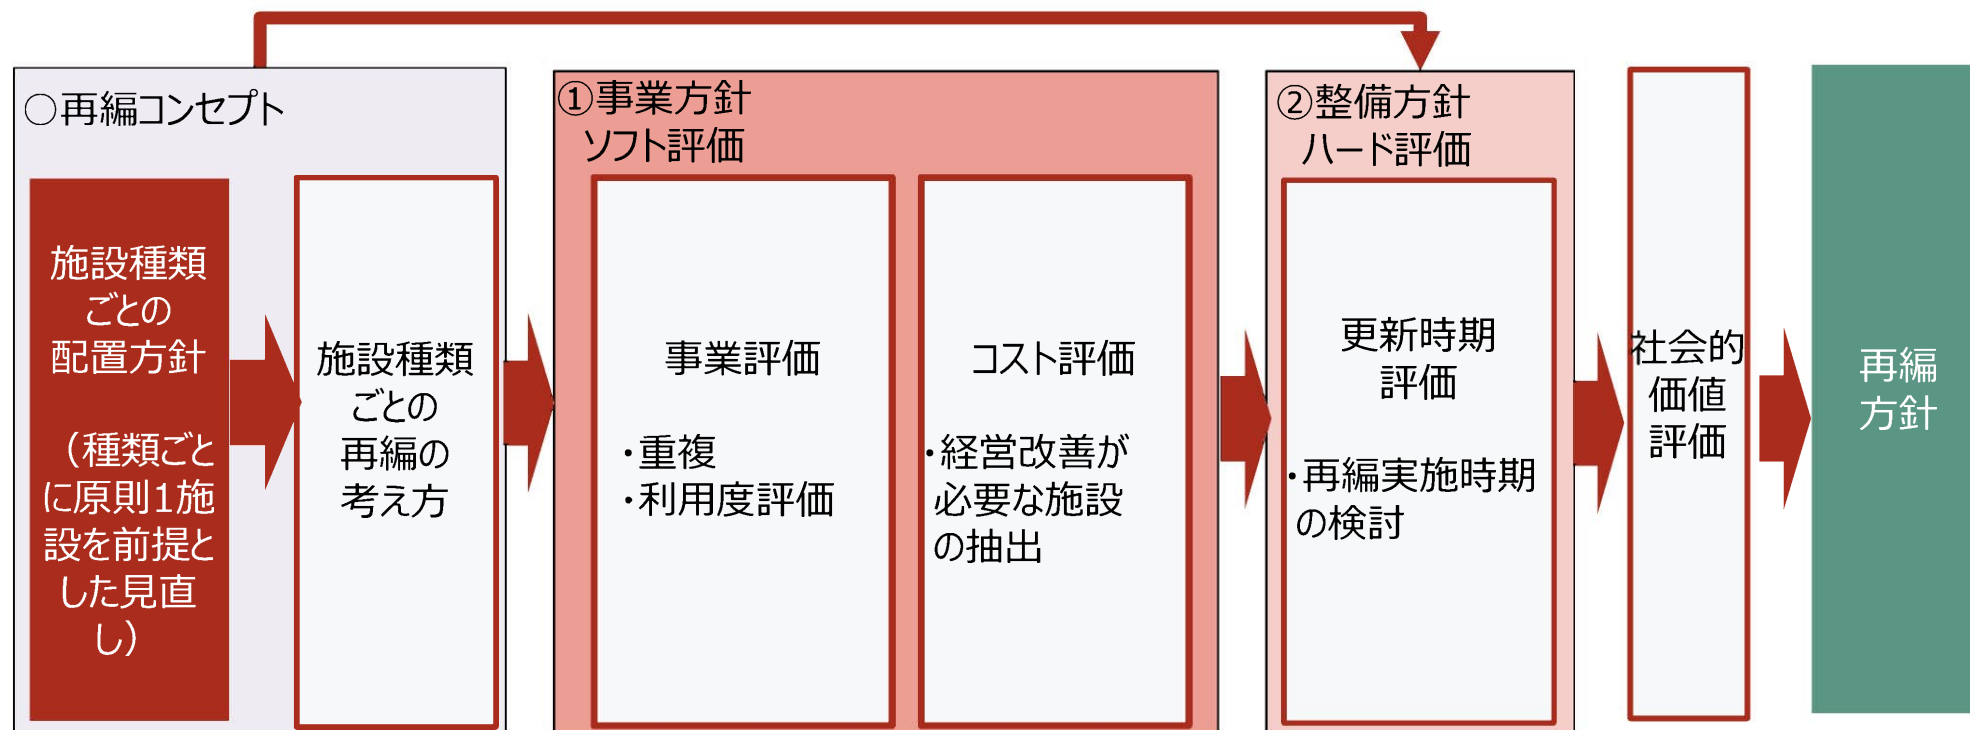 ○再編コンセプト
施設種類
ごとの
配置方針
（種類ごと
に原則1施
設を前提と
した見直
し）
施設種類
ごとの
再編の
考え方
①事業方針
ソフト評価
事業評価
・重複
・利用度評価
コスト評価
・経営改善が
必要な施設
の抽出
②整備方針
ハード評価
更新時期
評価
・再編実施時期
の検討
社会的
価値
評価
再編
方針